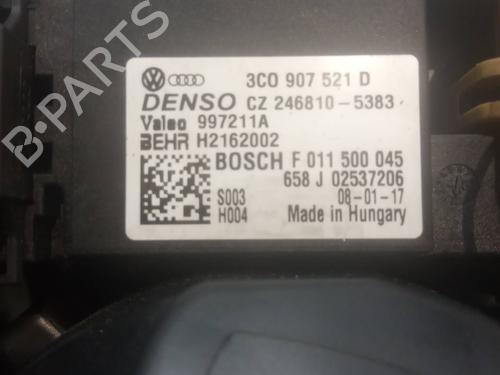 3C0 907 521 D
DENSO CZ 246810-5383
Valeo 997211A
BEHR H2162002
BOSCH F 011 500 045
658 J 02537206
S003 08-01-17
H004 Made in Hungary